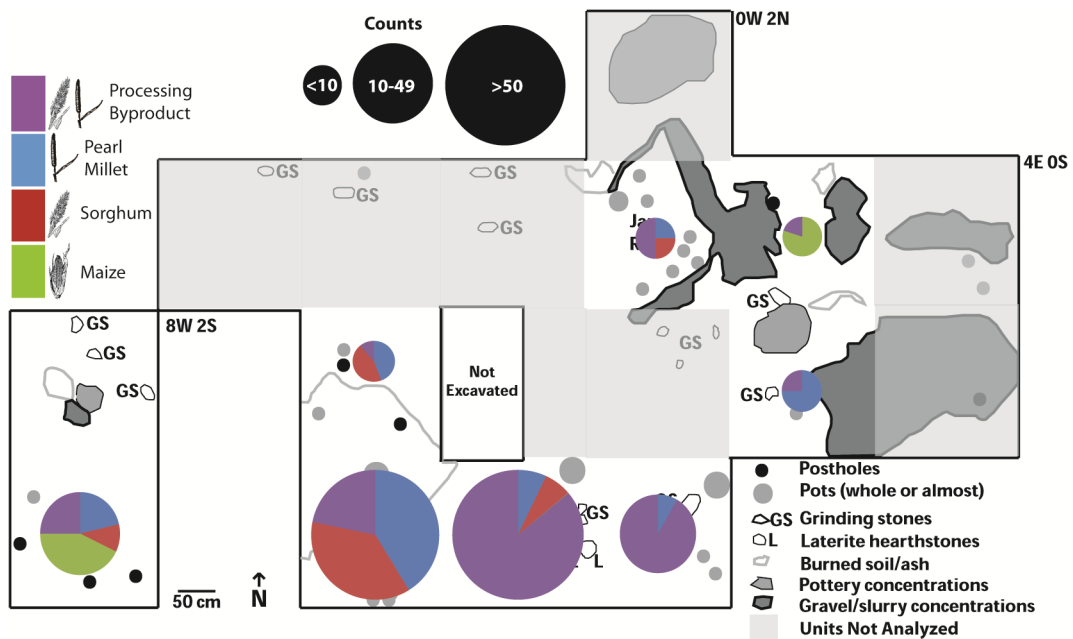 Counts
<10
10-49
>50
0W 2N
Processing
Byproduct
Pearl
Millet
Sorghum
Maize
4E 0S
GS
GS
GS
GS
GS
8W 2S
GS
GS
GS
GS
Not
Excavated
GS
GS
GS
L
50 cm
N
Postholes
Pots (whole or almost)
GS Grinding stones
L Laterite hearthstones
Burned soil/ash
Pottery concentrations
Gravel/slurry concentrations
Units Not Analyzed